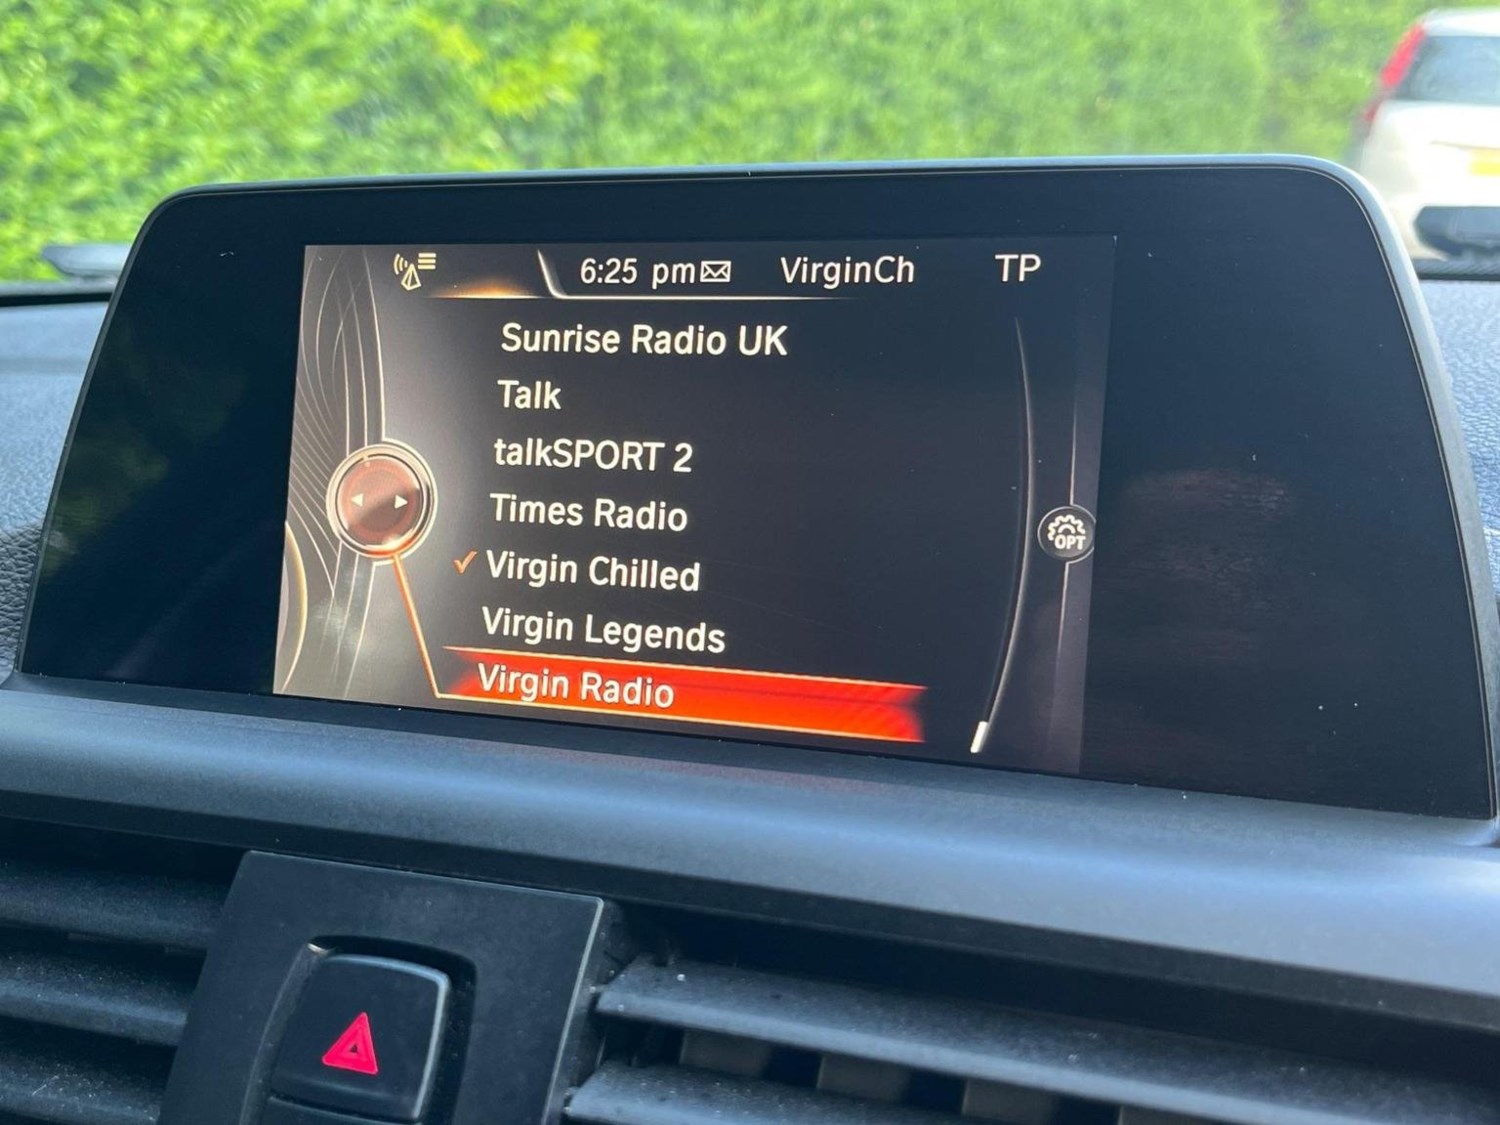 6:25 pm VirginCh TP
Sunrise Radio UK
Talk
talkSPORT 2
Times Radio
Virgin Chilled
Virgin Legends
Virgin Radio
OPT